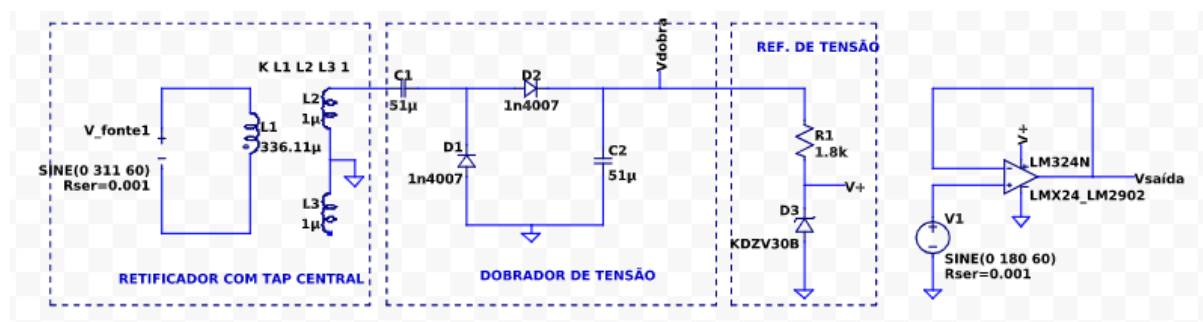 K L1 L2 L3 1
V_fonte1
SINE(0 311 60)
Rser=0.001
L1
336.11µ
L2
1µ
L3
1µ
RETIFICADOR COM TAP CENTRAL
C1
51µ
D2
1n4007
D1
1n4007
C2
51µ
Vdobra
DOBRADOR DE TENSÃO
REF. DE TENSÃO
R1
1.8k
V+
D3
KDZV30B
V+
LM324N
LMX24_LM2902
Vsaída
V1
SINE(0 180 60)
Rser=0.001